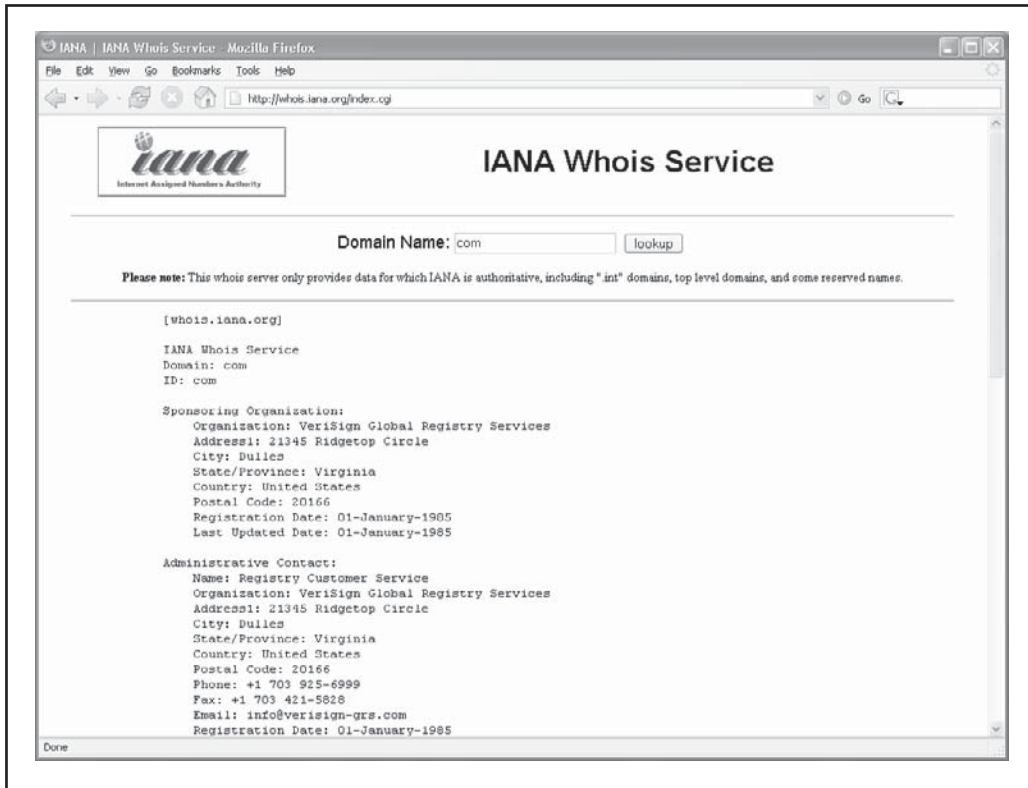 IANA | IANA Whois Service - Mozilla Firefox
File Edit View Go Bookmarks Tools Help
http://whois.iana.org/index.cgi Go
iana
Internet Assigned Numbers Authority
IANA Whois Service
Domain Name: com lookup
Please note: This whois server only provides data for which IANA is authoritative, including ".int" domains, top level domains, and some reserved names.
[whois.iana.org]
IANA Whois Service
Domain: com
ID: com
Sponsoring Organization:
Organization: VeriSign Global Registry Services
Address1: 21345 Ridgetop Circle
City: Dulles
State/Province: Virginia
Country: United States
Postal Code: 20166
Registration Date: 01-January-1985
Last Updated Date: 01-January-1985
Administrative Contact:
Name: Registry Customer Service
Organization: VeriSign Global Registry Services
Address1: 21345 Ridgetop Circle
City: Dulles
State/Province: Virginia
Country: United States
Postal Code: 20166
Phone: +1 703 925-6999
Fax: +1 703 421-5828
Email: info@verisign-grs.com
Registration Date: 01-January-1985
Done